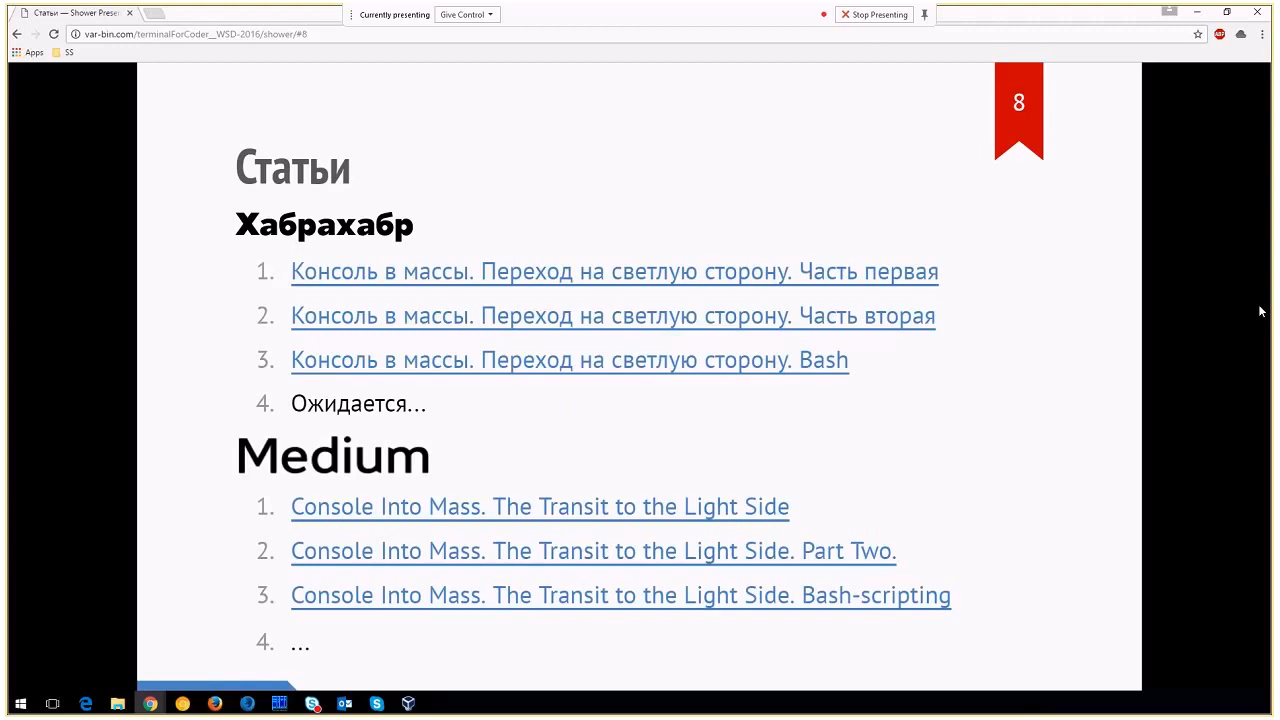 Статьи — Shower Prese
Currently presenting
Give Control
Stop Presenting
var-bin.com/terminalForCoder__WSD-2016/shower/#8
Apps
SS
8
Статьи
Хабрахабр
1. Консоль в массы. Переход на светлую сторону. Часть первая
2. Консоль в массы. Переход на светлую сторону. Часть вторая
3. Консоль в массы. Переход на светлую сторону. Bash
4. Ожидается...
Medium
1. Console Into Mass. The Transit to the Light Side
2. Console Into Mass. The Transit to the Light Side. Part Two.
3. Console Into Mass. The Transit to the Light Side. Bash-scripting
4. ...